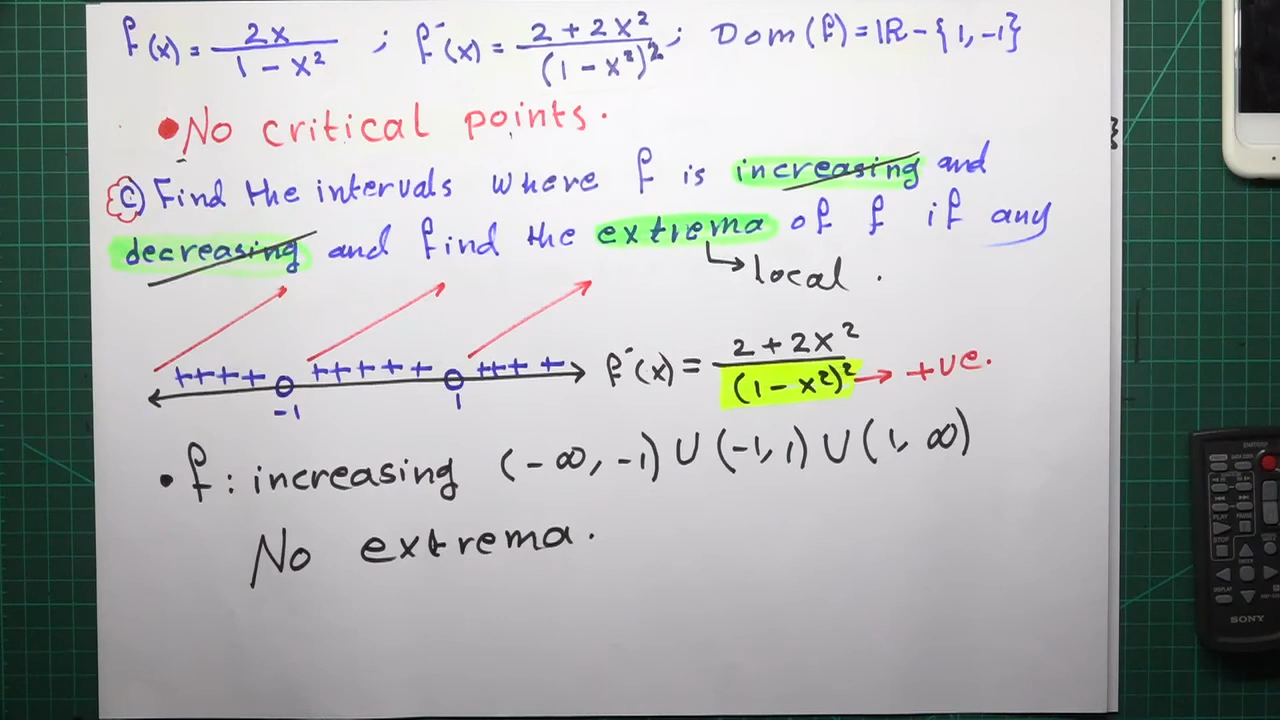 f(x) = 2x / (1 - x²) ; f'(x) = (2 + 2x²) / (1 - x²)² ; Dom(f) = ℝ - {1, -1}
• No critical points.
(C) Find the intervals where f is increasing and
decreasing and find the extrema of f if any
↳ local .
++++ +++++ +++ +
-1 1
f'(x) = (2 + 2x²) / (1 - x²)² → +ve.
• f : increasing (-∞, -1) ∪ (-1, 1) ∪ (1, ∞)
No extrema.
SONY